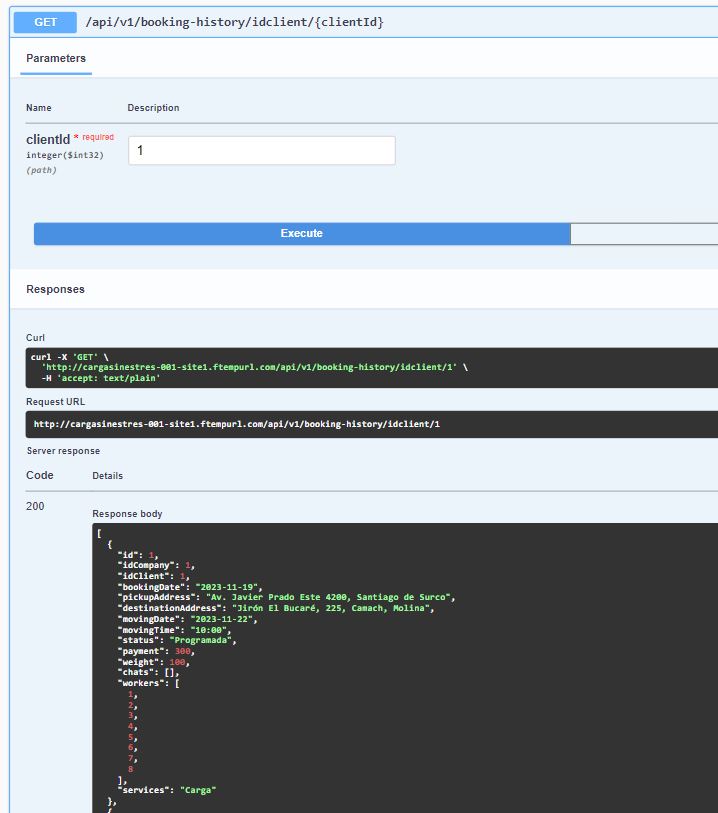 GET /api/v1/booking-history/idclient/{clientId}
Parameters
Name Description
clientId * required
integer($int32)
(path)
1
Execute
Responses
Curl
curl -X 'GET' \
'http://cargasinestres-001-site1.ftempurl.com/api/v1/booking-history/idclient/1' \
-H 'accept: text/plain'
Request URL
http://cargasinestres-001-site1.ftempurl.com/api/v1/booking-history/idclient/1
Server response
Code Details
200
Response body
[
{
"id": 1,
"idCompany": 1,
"idClient": 1,
"bookingDate": "2023-11-19",
"pickupAddress": "Av. Javier Prado Este 4200, Santiago de Surco",
"destinationAddress": "Jirón El Bucaré, 225, Camach, Molina",
"movingDate": "2023-11-22",
"movingTime": "10:00",
"status": "Programada",
"payment": 300,
"weight": 100,
"chats": [],
"workers": [
1,
2,
3,
4,
5,
6,
7,
8
],
"services": "Carga"
},
{